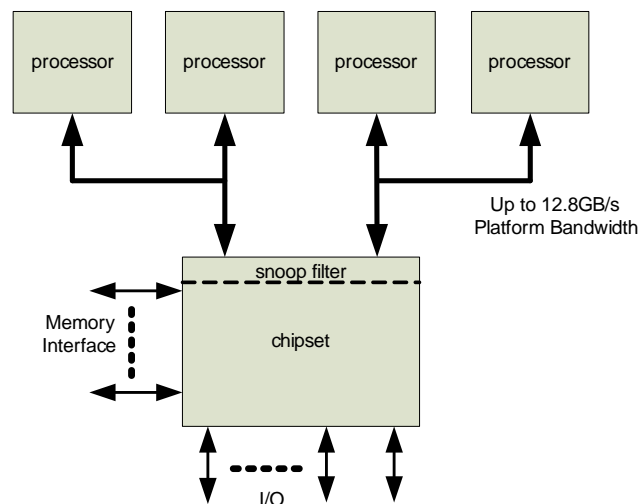 processor
processor
processor
processor
Up to 12.8GB/s
Platform Bandwidth
snoop filter
Memory
Interface
chipset
I/O